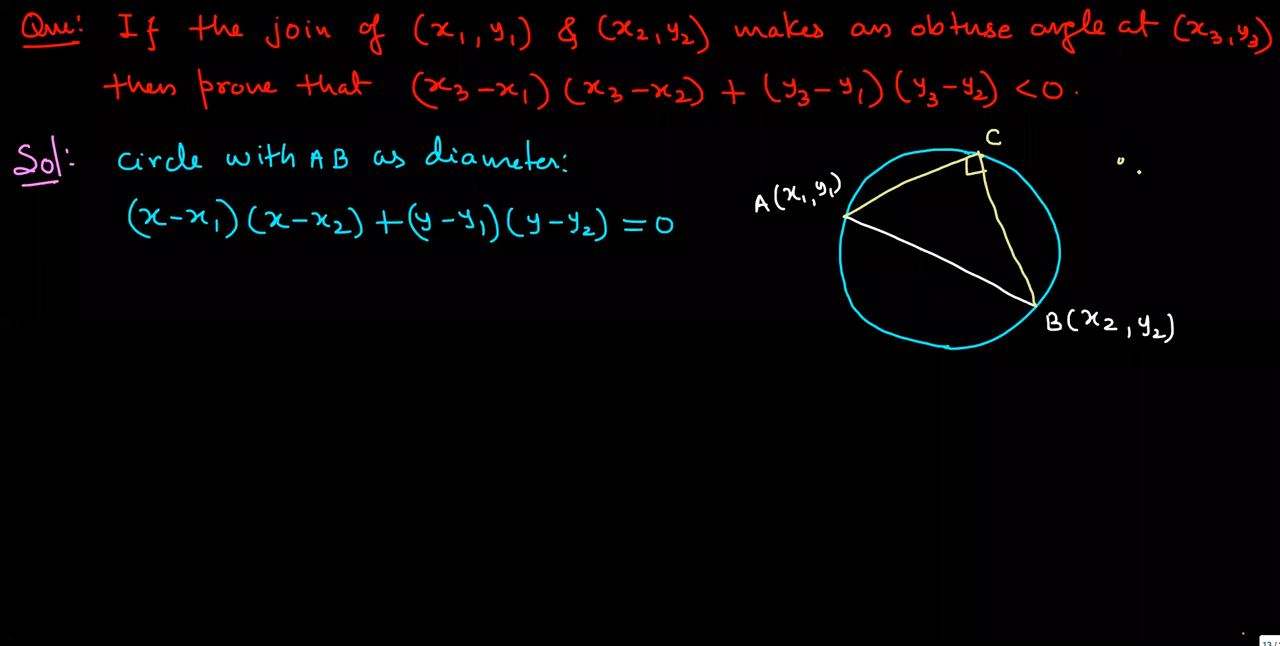 Que: If the join of (x₁, y₁) & (x₂, y₂) makes an obtuse angle at (x₃, y₃)
then prove that (x₃-x₁) (x₃-x₂) + (y₃-y₁) (y₃-y₂) < 0.
Sol: circle with AB as diameter:
(x-x₁) (x-x₂) + (y-y₁) (y-y₂) = 0
C
A(x₁, y₁)
B(x₂, y₂)